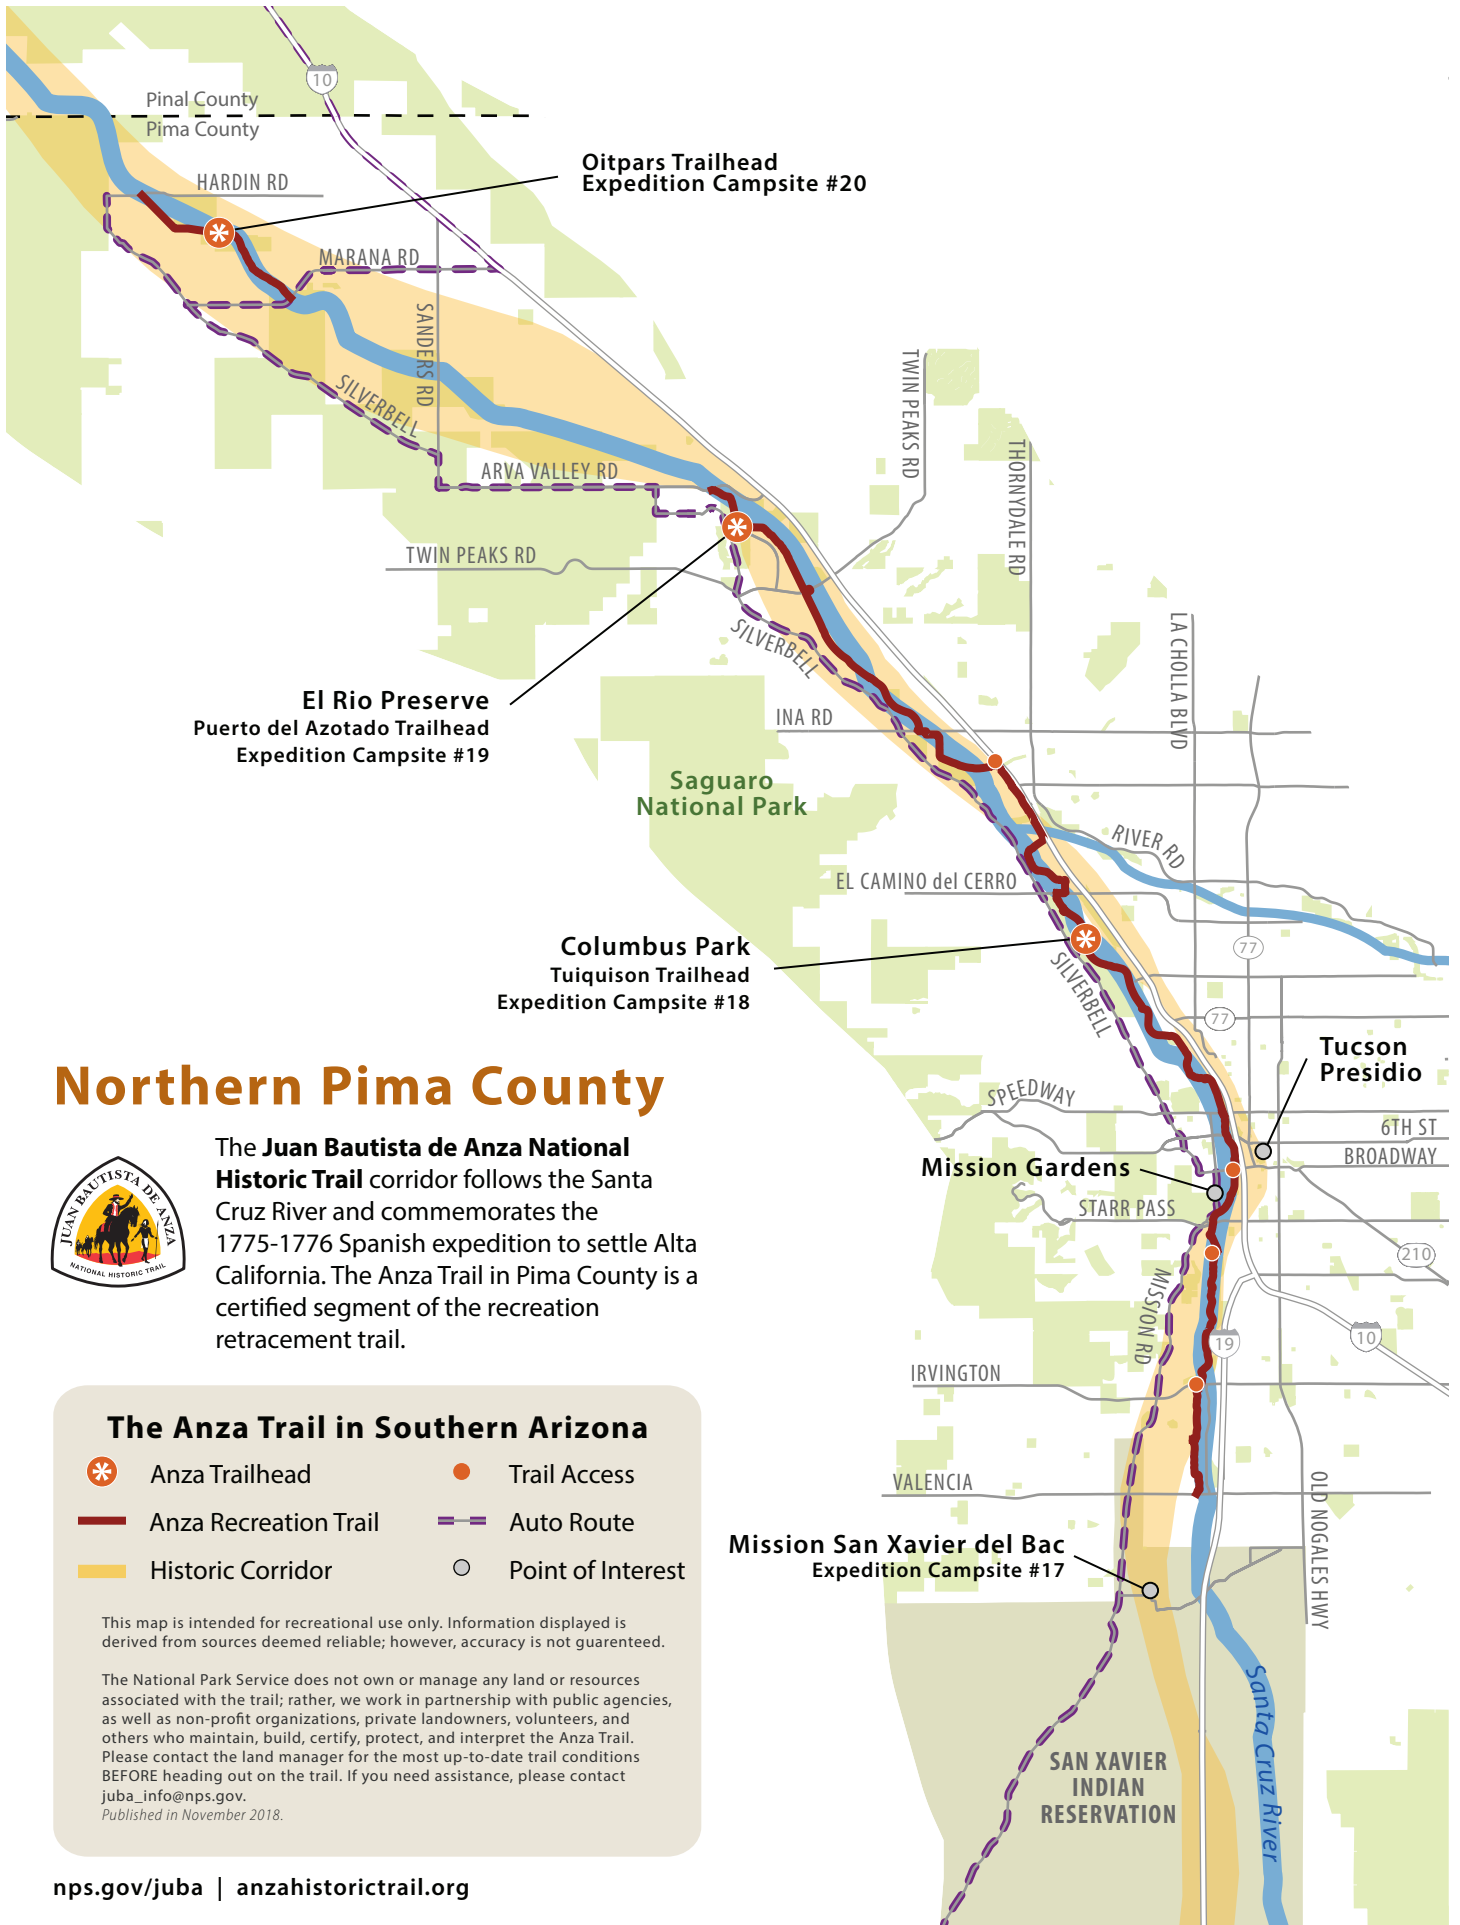 10
Pinal County
Pima County
HARDIN RD
Oitpars Trailhead
Expedition Campsite #20
MARANA RD
SANDERS RD
SILVERBELL
TWIN PEAKS RD
THORNYDALE RD
ARVA VALLEY RD
TWIN PEAKS RD
SILVERBELL
LA CHOLLA BLVD
El Rio Preserve
Puerto del Azotado Trailhead
Expedition Campsite #19
INA RD
Saguaro
National Park
RIVER RD
EL CAMINO del CERRO
Columbus Park
Tuiquison Trailhead
Expedition Campsite #18
77
SILVERBELL
77
Tucson
Presidio
SPEEDWAY
6TH ST
BROADWAY
Mission Gardens
STARR PASS
210
MISSION RD
19
10
IRVINGTON
VALENCIA
OLD NOGALES HWY
Mission San Xavier del Bac
Expedition Campsite #17
Santa Cruz River
SAN XAVIER
INDIAN
RESERVATION
Northern Pima County
JUAN BAUTISTA DE ANZA
NATIONAL HISTORIC TRAIL
The Juan Bautista de Anza National
Historic Trail corridor follows the Santa
Cruz River and commemorates the
1775-1776 Spanish expedition to settle Alta
California. The Anza Trail in Pima County is a
certified segment of the recreation
retracement trail.
The Anza Trail in Southern Arizona
Anza Trailhead
Trail Access
Anza Recreation Trail
Auto Route
Historic Corridor
Point of Interest
This map is intended for recreational use only. Information displayed is
derived from sources deemed reliable; however, accuracy is not guarenteed.
The National Park Service does not own or manage any land or resources
associated with the trail; rather, we work in partnership with public agencies,
as well as non-profit organizations, private landowners, volunteers, and
others who maintain, build, certify, protect, and interpret the Anza Trail.
Please contact the land manager for the most up-to-date trail conditions
BEFORE heading out on the trail. If you need assistance, please contact
juba_info@nps.gov.
Published in November 2018.
nps.gov/juba | anzahistorictrail.org